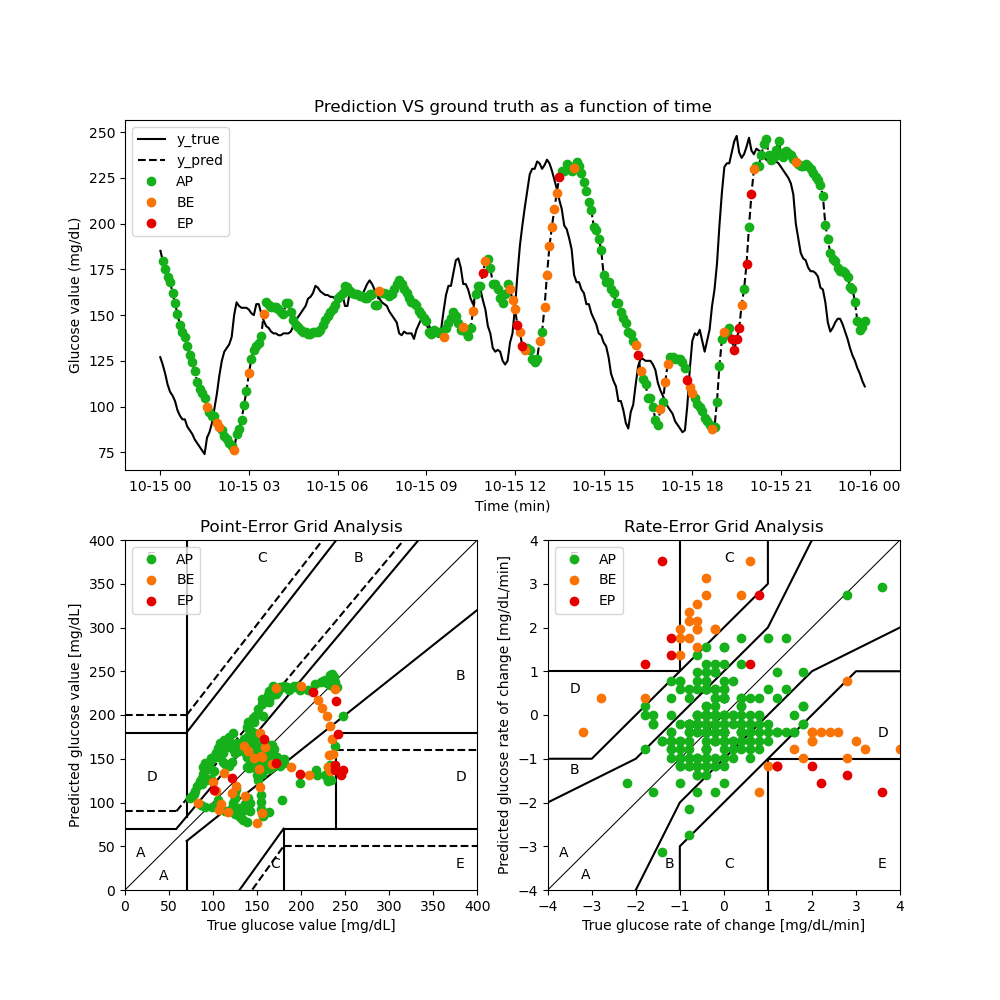 Prediction VS ground truth as a function of time
Glucose value (mg/dL)
250
225
200
175
150
125
100
75
y_true
y_pred
AP
BE
EP
10-15 00 10-15 03 10-15 06 10-15 09 10-15 12 10-15 15 10-15 18 10-15 21 10-16 00
Time (min)
Point-Error Grid Analysis
Predicted glucose value [mg/dL]
400
350
300
250
200
150
100
50
0
AP
BE
EP
C
B
B
D
D
A
A
C
E
0 50 100 150 200 250 300 350 400
True glucose value [mg/dL]
Rate-Error Grid Analysis
Predicted glucose rate of change [mg/dL/min]
4
3
2
1
0
−1
−2
−3
−4
AP
BE
EP
C
D
D
B
A
A
B
C
E
−4 −3 −2 −1 0 1 2 3 4
True glucose rate of change [mg/dL/min]